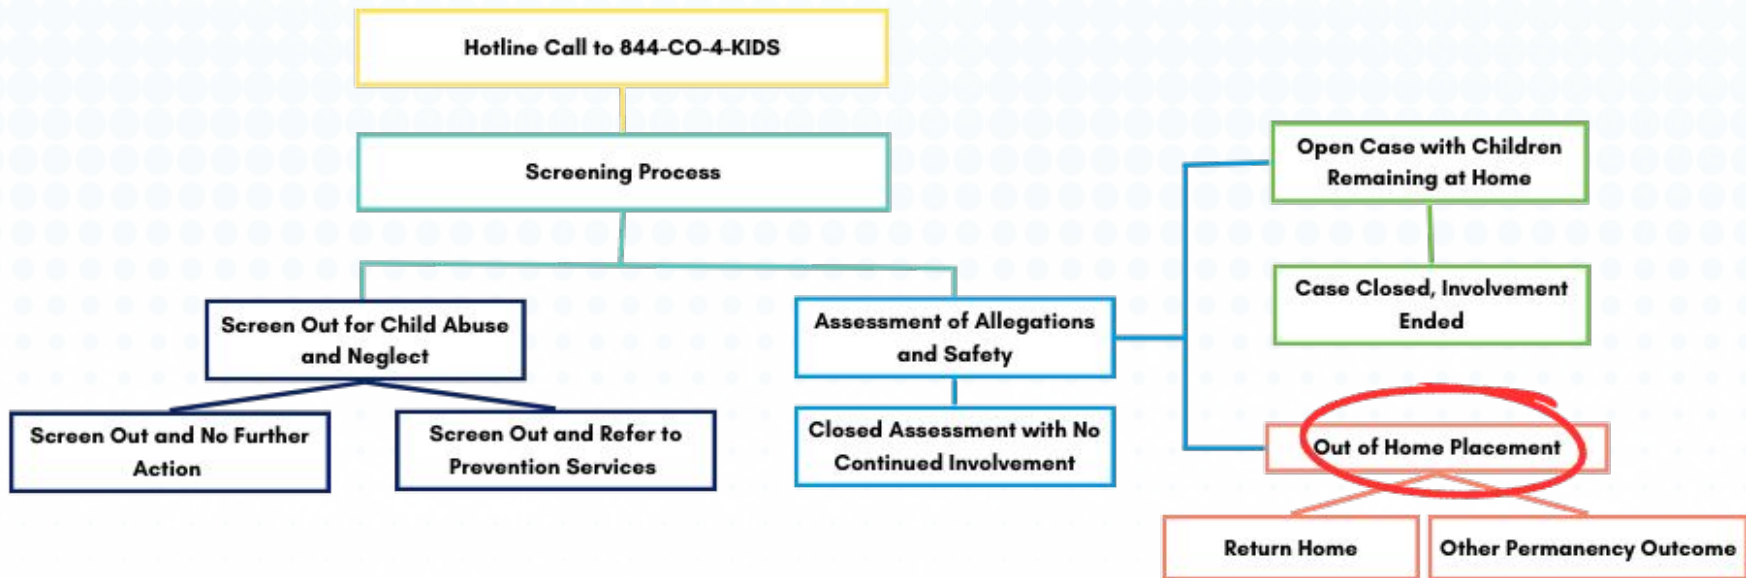 Hotline Call to 844-CO-4-KIDS
Screening Process
Open Case with Children
Remaining at Home
Case Closed, Involvement
Ended
Screen Out for Child Abuse
and Neglect
Assessment of Allegations
and Safety
Screen Out and No Further
Action
Screen Out and Refer to
Prevention Services
Closed Assessment with No
Continued Involvement
Out of Home Placement
Return Home
Other Permanency Outcome